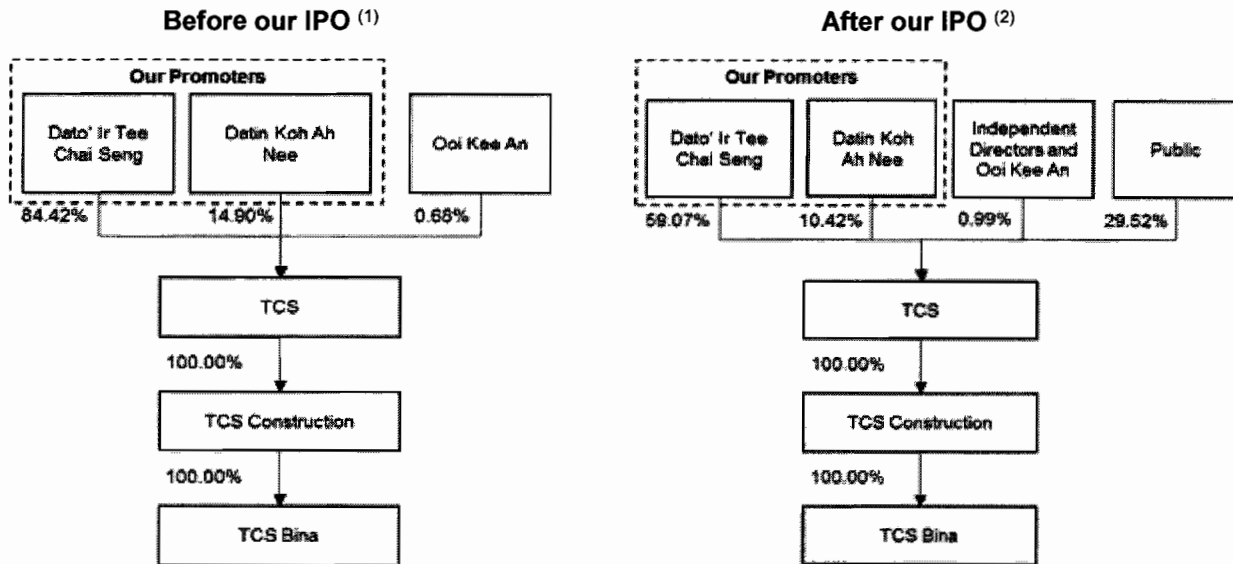 Before our IPO (1)
Our Promoters
Dato' Ir Tee
Chai Seng
Datin Koh Ah
Nee
Ooi Kee An
84.42%
14.90%
0.68%
TCS
100.00%
TCS Construction
100.00%
TCS Bina
After our IPO (2)
Our Promoters
Dato' Ir Tee
Chai Seng
Datin Koh
Ah Nee
Independent
Directors and
Ooi Kee An
Public
59.07%
10.42%
0.99%
29.52%
TCS
100.00%
TCS Construction
100.00%
TCS Bina